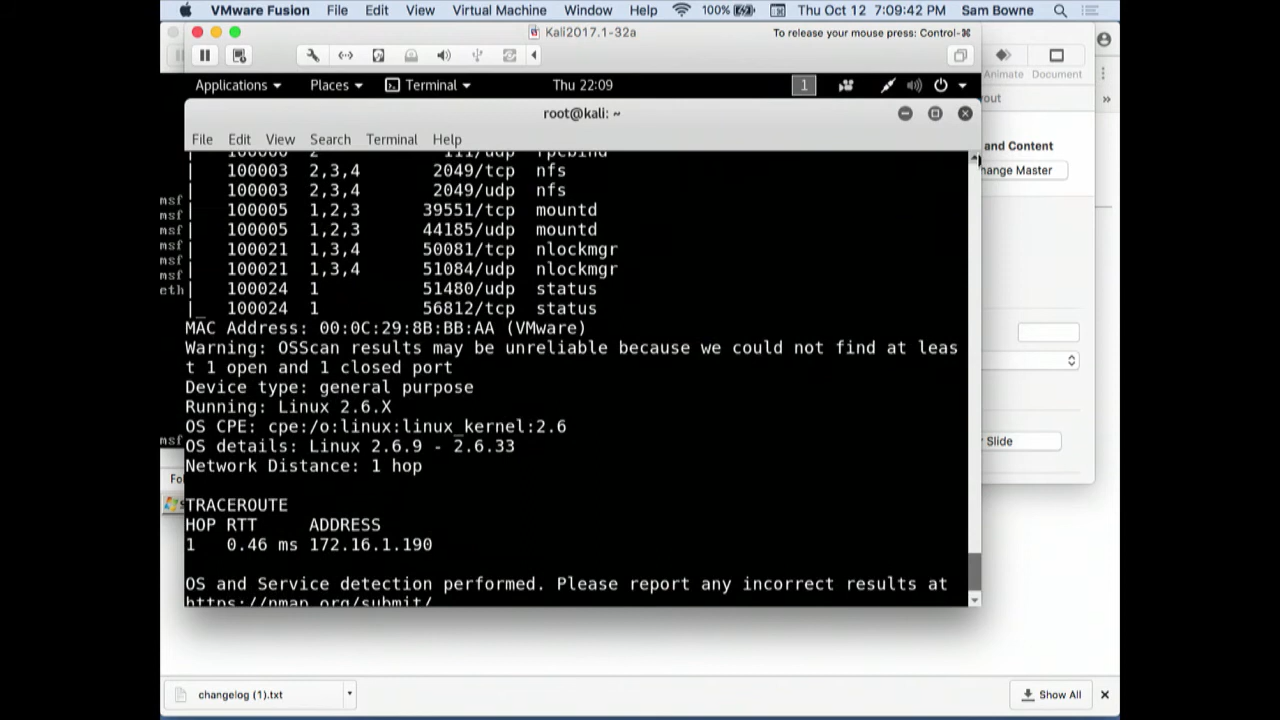 VMware Fusion File Edit View Virtual Machine Window Help 100% Thu Oct 12 7:09:42 PM Sam Bowne
Kali2017.1-32a To release your mouse press: Control-⌘
Animate Document
Applications Places Terminal Thu 22:09 1
out »
root@kali: ~
File Edit View Search Terminal Help
and Content
| 100000 2 111/udp rpcbind
| 100003 2,3,4 2049/tcp nfs
hange Master
| 100003 2,3,4 2049/udp nfs
msf
| 100005 1,2,3 39551/tcp mountd
msf
| 100005 1,2,3 44185/udp mountd
msf
| 100021 1,3,4 50081/tcp nlockmgr
msf
| 100021 1,3,4 51084/udp nlockmgr
msf
msf
| 100024 1 51480/udp status
eth
|_ 100024 1 56812/tcp status
MAC Address: 00:0C:29:8B:BB:AA (VMware)
Warning: OSScan results may be unreliable because we could not find at leas
t 1 open and 1 closed port
Device type: general purpose
Running: Linux 2.6.X
OS CPE: cpe:/o:linux:linux_kernel:2.6
msf
Slide
OS details: Linux 2.6.9 - 2.6.33
Network Distance: 1 hop
Fo
TRACEROUTE
HOP RTT ADDRESS
1 0.46 ms 172.16.1.190
OS and Service detection performed. Please report any incorrect results at
https://nmap.org/submit/
changelog (1).txt Show All